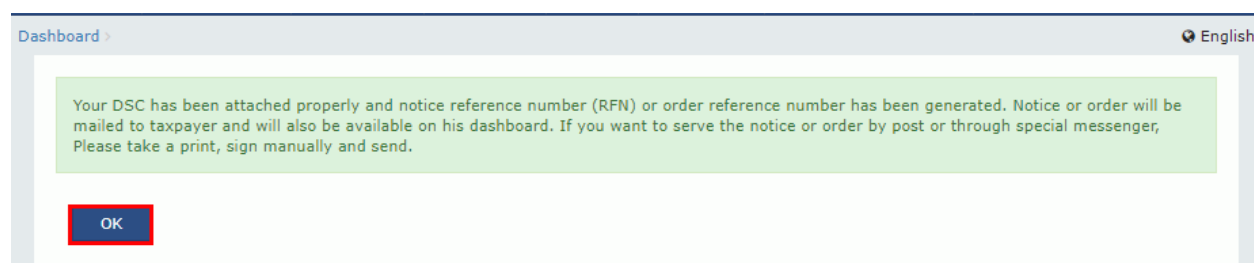 Dashboard >
English
Your DSC has been attached properly and notice reference number (RFN) or order reference number has been generated. Notice or order will be
mailed to taxpayer and will also be available on his dashboard. If you want to serve the notice or order by post or through special messenger,
Please take a print, sign manually and send.
OK